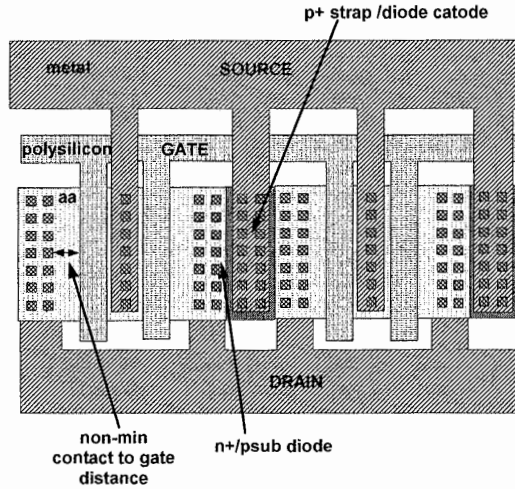 p+ strap /diode catode
metal
SOURCE
polysilicon
GATE
aa
DRAIN
non-min
contact to gate
distance
n+/psub diode